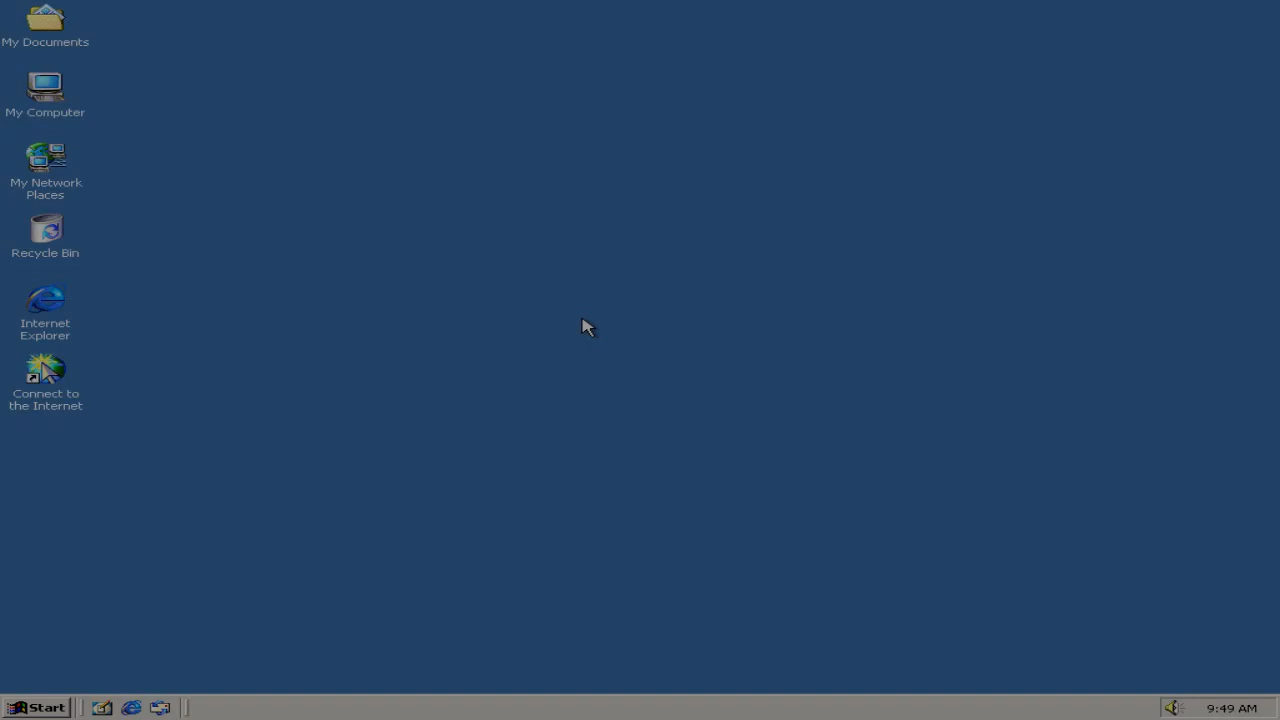 My Documents
My Computer
My Network
Places
Recycle Bin
Internet
Explorer
Connect to
the Internet
Start
9:49 AM